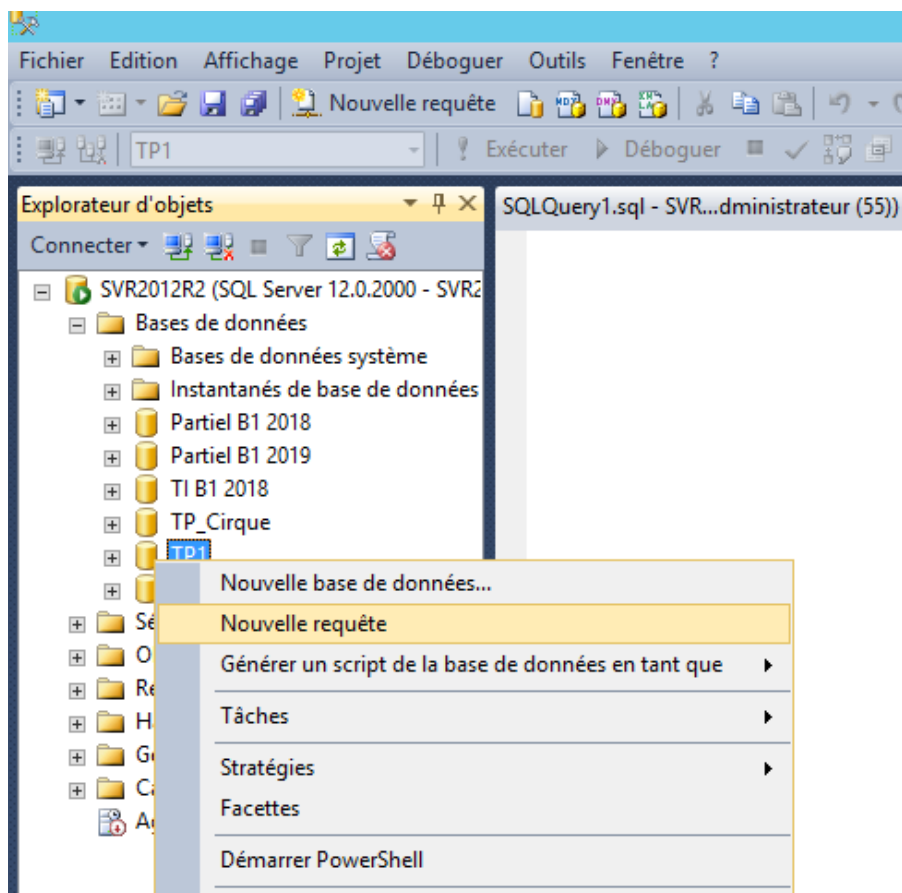 Fichier Edition Affichage Projet Déboguer Outils Fenêtre ?
Nouvelle requête
TP1 Exécuter Déboguer
Explorateur d'objets
SQLQuery1.sql - SVR...dministrateur (55))
Connecter
SVR2012R2 (SQL Server 12.0.2000 - SVR2
Bases de données
Bases de données système
Instantanés de base de données
Partiel B1 2018
Partiel B1 2019
TI B1 2018
TP_Cirque
TP1
Nouvelle base de données...
Nouvelle requête
Générer un script de la base de données en tant que
Tâches
Stratégies
Facettes
Démarrer PowerShell